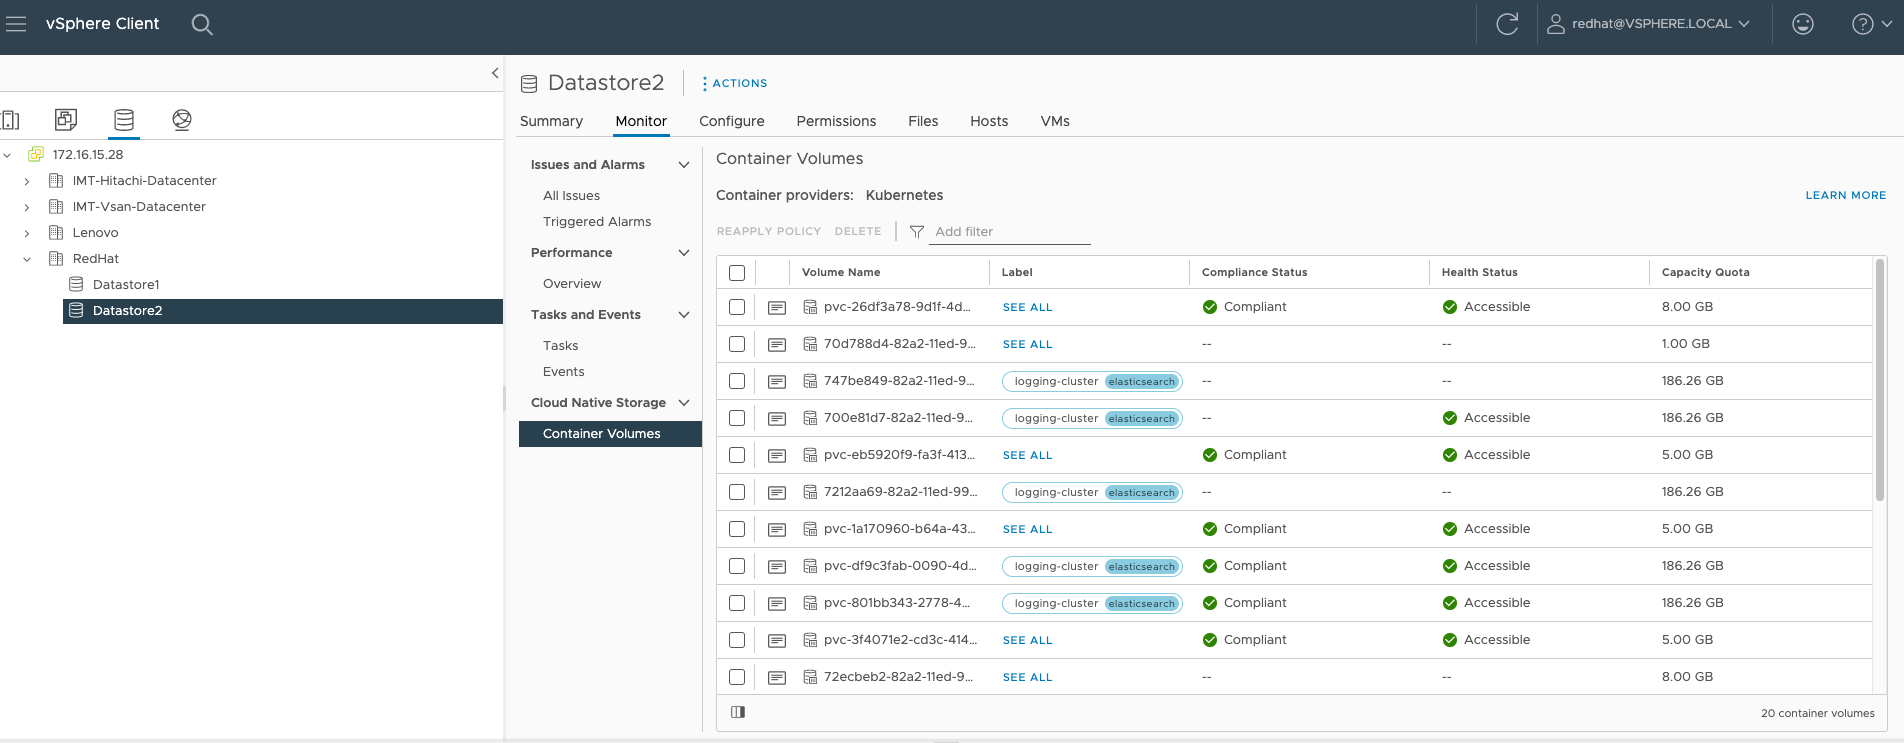 vSphere Client
redhat@VSPHERE.LOCAL
172.16.15.28
IMT-Hitachi-Datacenter
IMT-Vsan-Datacenter
Lenovo
RedHat
Datastore1
Datastore2
Datastore2 ACTIONS
Summary Monitor Configure Permissions Files Hosts VMs
Issues and Alarms
All Issues
Triggered Alarms
Performance
Overview
Tasks and Events
Tasks
Events
Cloud Native Storage
Container Volumes
Container Volumes
Container providers: Kubernetes LEARN MORE
REAPPLY POLICY DELETE Add filter
Volume Name Label Compliance Status Health Status Capacity Quota
pvc-26df3a78-9d1f-4d... SEE ALL Compliant Accessible 8.00 GB
70d788d4-82a2-11ed-9... SEE ALL -- -- 1.00 GB
747be849-82a2-11ed-9... logging-cluster elasticsearch -- -- 186.26 GB
700e81d7-82a2-11ed-9... logging-cluster elasticsearch -- Accessible 186.26 GB
pvc-eb5920f9-fa3f-413... SEE ALL Compliant Accessible 5.00 GB
7212aa69-82a2-11ed-99... logging-cluster elasticsearch -- -- 186.26 GB
pvc-1a170960-b64a-43... SEE ALL Compliant Accessible 5.00 GB
pvc-df9c3fab-0090-4d... logging-cluster elasticsearch Compliant Accessible 186.26 GB
pvc-801bb343-2778-4... logging-cluster elasticsearch Compliant Accessible 186.26 GB
pvc-3f4071e2-cd3c-414... SEE ALL Compliant Accessible 5.00 GB
72ecbeb2-82a2-11ed-9... SEE ALL -- -- 8.00 GB
20 container volumes